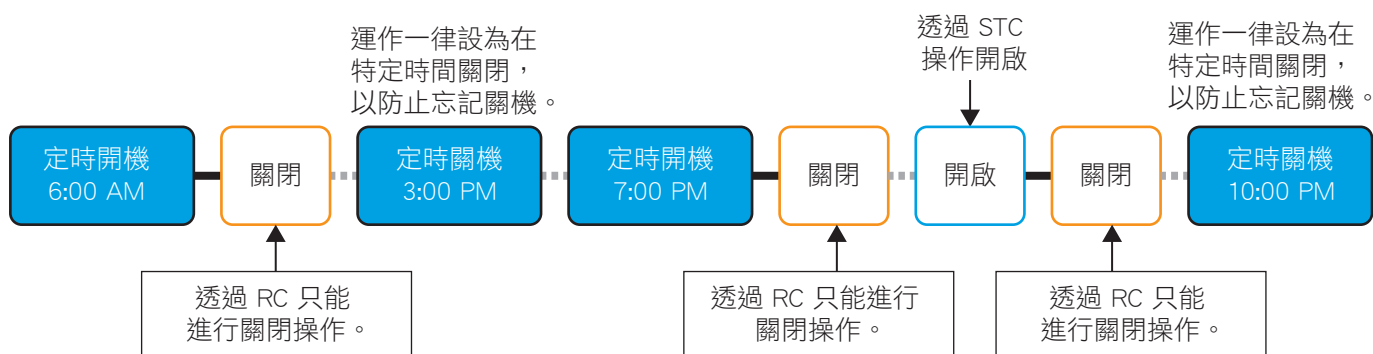 運作一律設為在
特定時間關閉，
以防止忘記關機。
透過 STC
操作開啟
運作一律設為在
特定時間關閉，
以防止忘記關機。
定時開機
6:00 AM
關閉
定時關機
3:00 PM
定時開機
7:00 PM
關閉
開啟
關閉
定時關機
10:00 PM
透過 RC 只能
進行關閉操作。
透過 RC 只能進行
關閉操作。
透過 RC 只能
進行關閉操作。